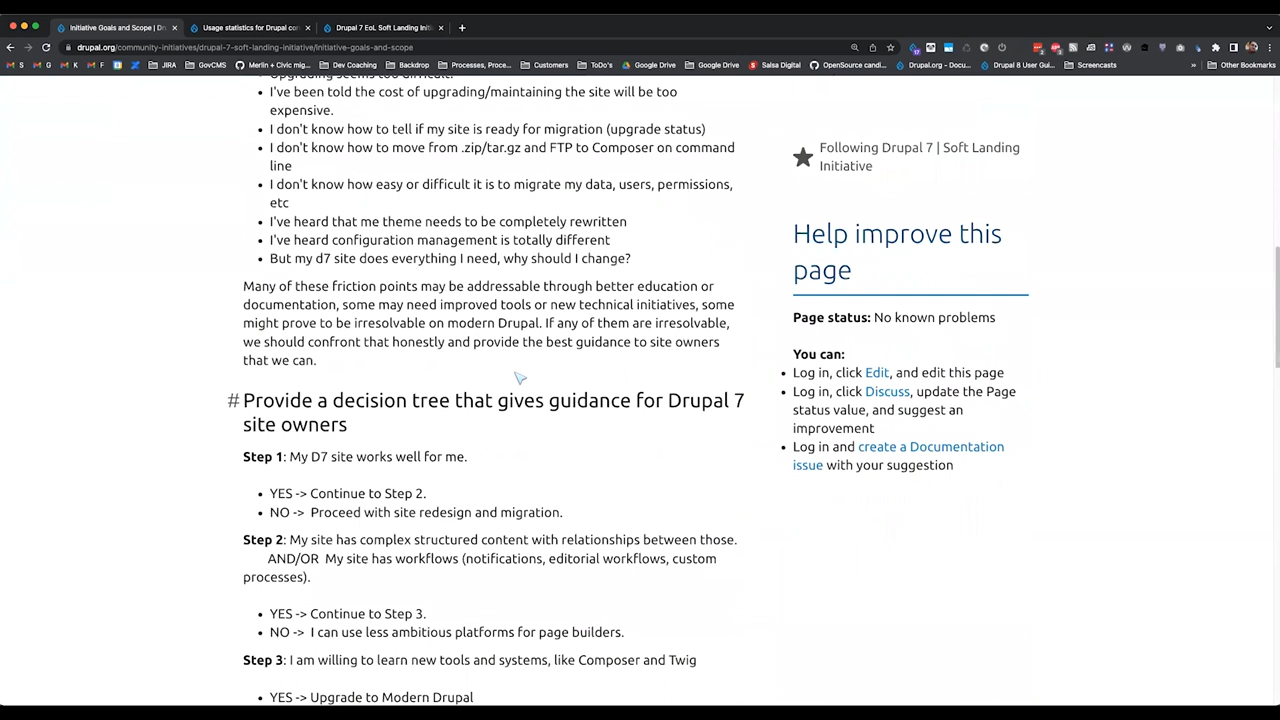 Initiative Goals and Scope | Dr
Usage statistics for Drupal cor
Drupal 7 EoL Soft Landing Initi
drupal.org/community-initiatives/drupal-7-soft-landing-initiative/initiative-goals-and-scope
S
G
K
F
JIRA
GovCMS
Merlin + Civic mig...
Dev Coaching
Backdrop
Processes, Proce...
Customers
ToDo's
Google Drive
Google Drive
Salsa Digital
OpenSource candi...
Drupal.org - Docu...
Drupal 8 User Gui...
Screencasts
»
Other Bookmarks
Upgrading seems too difficult.
• I've been told the cost of upgrading/maintaining the site will be too
expensive.
• I don't know how to tell if my site is ready for migration (upgrade status)
• I don't know how to move from .zip/tar.gz and FTP to Composer on command
line
• I don't know how easy or difficult it is to migrate my data, users, permissions,
etc
• I've heard that me theme needs to be completely rewritten
• I've heard configuration management is totally different
• But my d7 site does everything I need, why should I change?
Many of these friction points may be addressable through better education or
documentation, some may need improved tools or new technical initiatives, some
might prove to be irresolvable on modern Drupal. If any of them are irresolvable,
we should confront that honestly and provide the best guidance to site owners
that we can.
#Provide a decision tree that gives guidance for Drupal 7
site owners
Step 1: My D7 site works well for me.
• YES -> Continue to Step 2.
• NO -> Proceed with site redesign and migration.
Step 2: My site has complex structured content with relationships between those.
AND/OR My site has workflows (notifications, editorial workflows, custom
processes).
• YES -> Continue to Step 3.
• NO -> I can use less ambitious platforms for page builders.
Step 3: I am willing to learn new tools and systems, like Composer and Twig
• YES -> Upgrade to Modern Drupal
Following Drupal 7 | Soft Landing
Initiative
Help improve this
page
Page status: No known problems
You can:
• Log in, click Edit, and edit this page
• Log in, click Discuss, update the Page
status value, and suggest an
improvement
• Log in and create a Documentation
issue with your suggestion